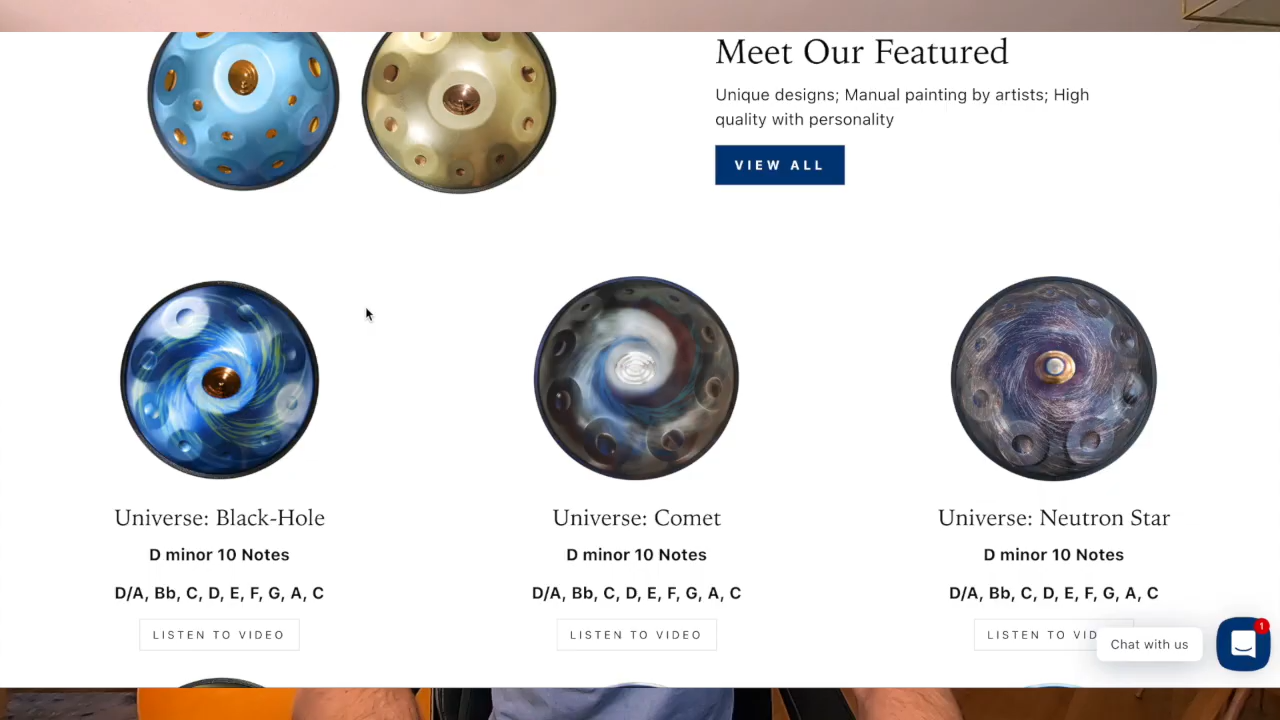 Meet Our Featured
Unique designs; Manual painting by artists; High
quality with personality
VIEW ALL
Universe: Black-Hole
Universe: Comet
Universe: Neutron Star
D minor 10 Notes
D minor 10 Notes
D minor 10 Notes
D/A, Bb, C, D, E, F, G, A, C
D/A, Bb, C, D, E, F, G, A, C
D/A, Bb, C, D, E, F, G, A, C
LISTEN TO VIDEO
LISTEN TO VIDEO
LISTEN TO VID
Chat with us
1